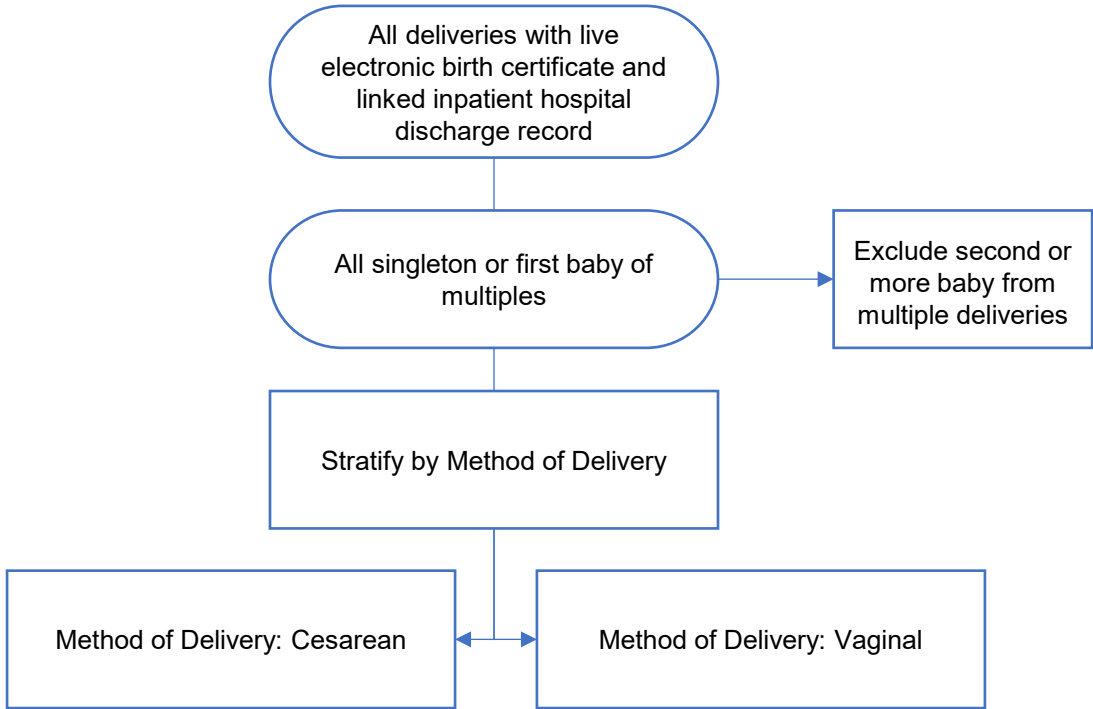 All deliveries with live
electronic birth certificate and
linked inpatient hospital
discharge record
All singleton or first baby of
multiples
Exclude second or
more baby from
multiple deliveries
Stratify by Method of Delivery
Method of Delivery: Cesarean
Method of Delivery: Vaginal